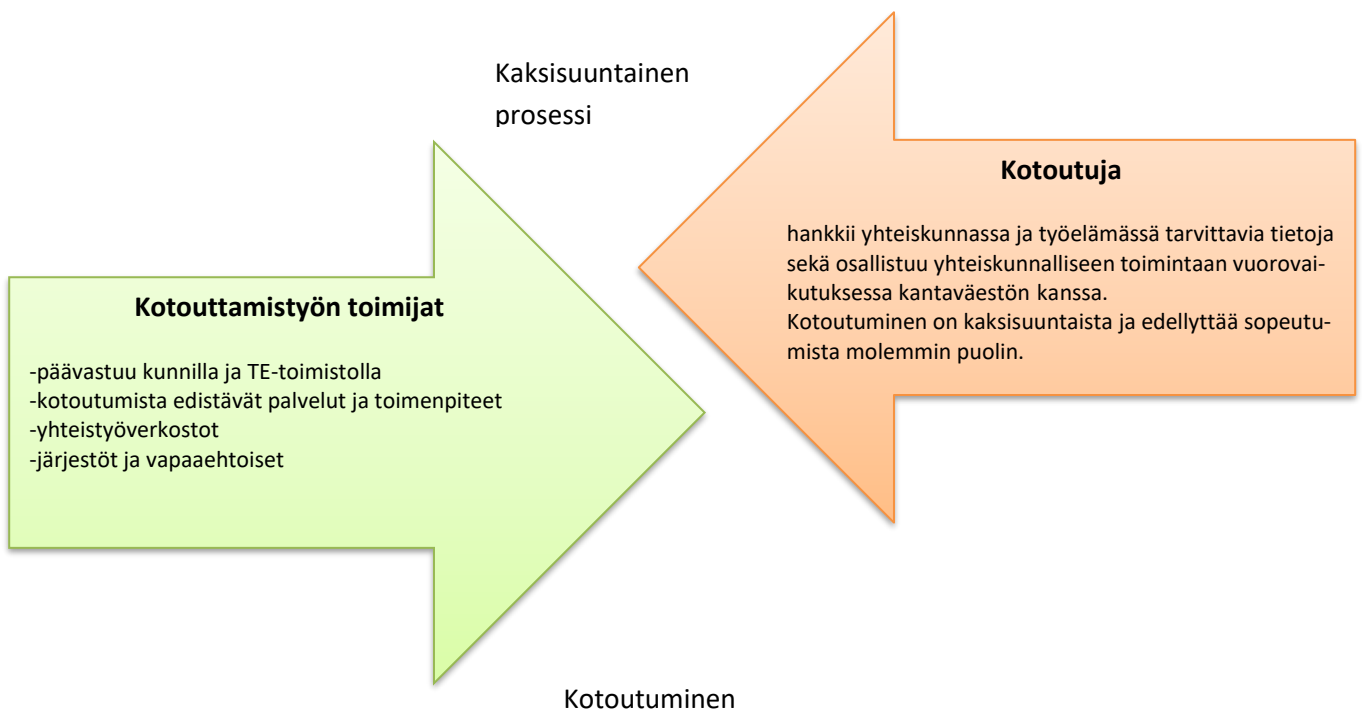 Kaksisuuntainen
prosessi
Kotouttamistyön toimijat
-päävastuu kunnilla ja TE-toimistolla
-kotoutumista edistävät palvelut ja toimenpiteet
-yhteistyöverkostot
-järjestöt ja vapaaehtoiset
Kotoutuja
hankkii yhteiskunnassa ja työelämässä tarvittavia tietoja
sekä osallistuu yhteiskunnalliseen toimintaan vuorovai-
kutuksessa kantaväestön kanssa.
Kotoutuminen on kaksisuuntaista ja edellyttää sopeutu-
mista molemmin puolin.
Kotoutuminen